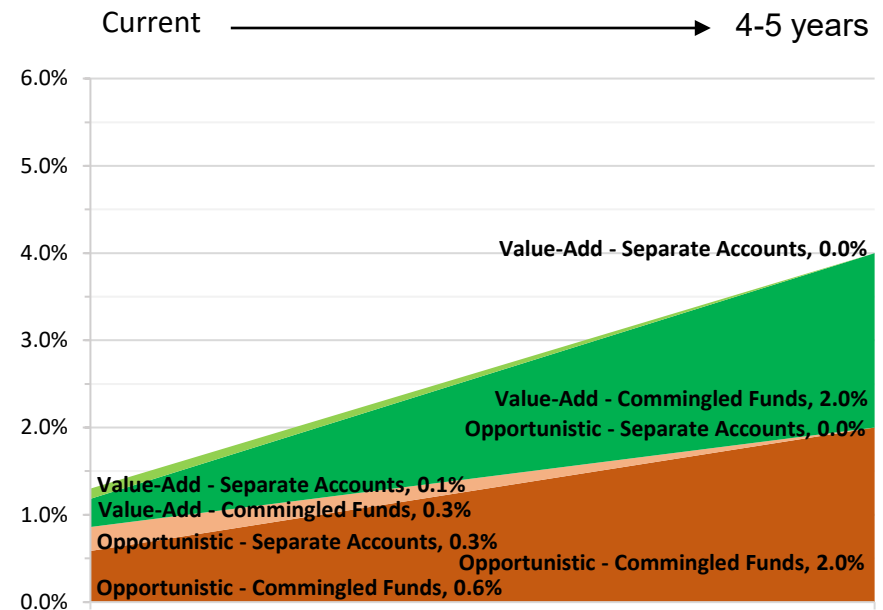 Current 4-5 years
6.0%
5.0%
Value-Add - Separate Accounts, 0.0%
4.0%
3.0%
Value-Add - Commingled Funds, 2.0%
2.0%
Opportunistic - Separate Accounts, 0.0%
Value-Add - Separate Accounts, 0.1%
Value-Add - Commingled Funds, 0.3%
1.0%
Opportunistic - Separate Accounts, 0.3%
Opportunistic - Commingled Funds, 2.0%
Opportunistic - Commingled Funds, 0.6%
0.0%